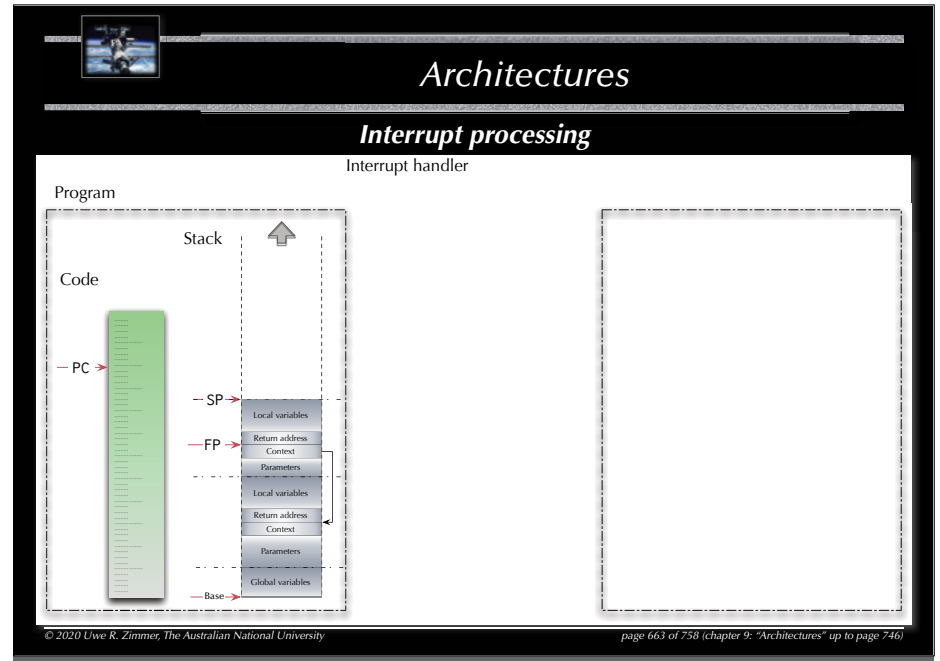 Architectures
Interrupt processing
Interrupt handler
Program
Stack
Code
PC
SP
Local variables
Return address
FP
Context
Parameters
Local variables
Return address
Context
Parameters
Global variables
Base
© 2020 Uwe R. Zimmer, The Australian National University
page 663 of 758 (chapter 9: “Architectures” up to page 746)